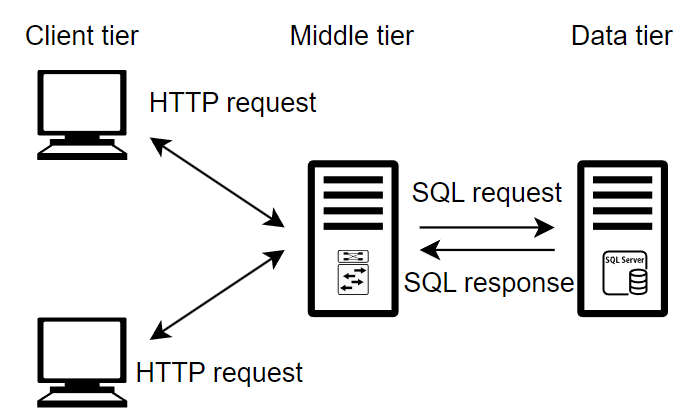 Client tier
Middle tier
Data tier
HTTP request
SQL request
SQL Server
SQL response
HTTP request